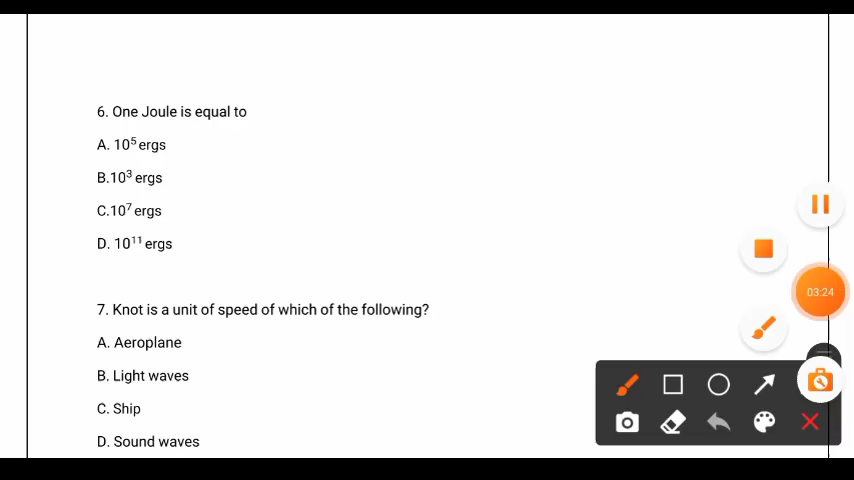 6. One Joule is equal to
A. 10⁵ ergs
B.10³ ergs
C.10⁷ ergs
D. 10¹¹ ergs
7. Knot is a unit of speed of which of the following?
A. Aeroplane
B. Light waves
C. Ship
D. Sound waves
03:24